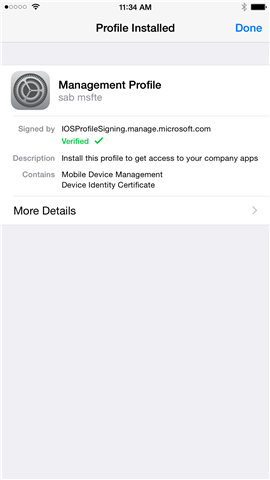 11:34 AM
Profile Installed
Done
Management Profile
sab msfte
Signed by IOSProfileSigning.manage.microsoft.com
Verified
Description Install this profile to get access to your company apps
Contains Mobile Device Management
Device Identity Certificate
More Details